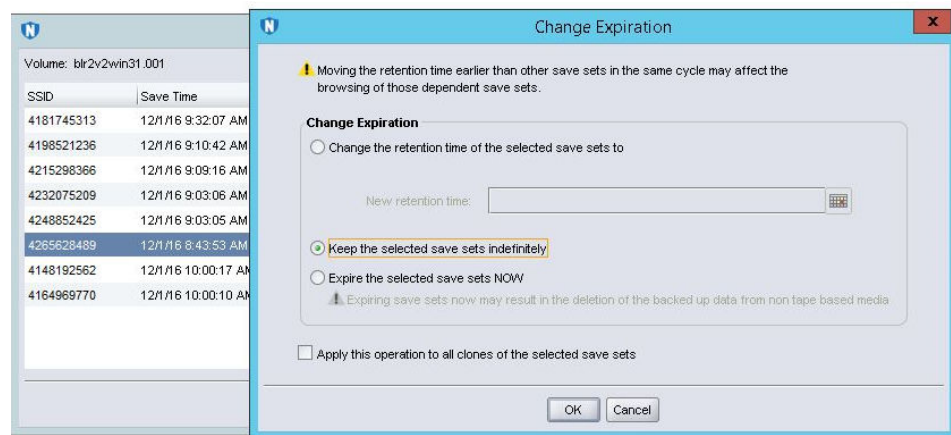 Volume: blr2v2win31.001
SSID Save Time
4181745313 12/1/16 9:32:07 AM
4198521236 12/1/16 9:10:42 AM
4215298366 12/1/16 9:09:16 AM
4232075209 12/1/16 9:03:06 AM
4248852425 12/1/16 9:03:05 AM
4265628489 12/1/16 8:43:53 AM
4148192562 12/1/16 10:00:17 AM
4164969770 12/1/16 10:00:10 AM
N
N
Change Expiration
x
Moving the retention time earlier than other save sets in the same cycle may affect the
browsing of those dependent save sets.
Change Expiration
Change the retention time of the selected save sets to
New retention time:
Keep the selected save sets indefinitely
Expire the selected save sets NOW
Expiring save sets now may result in the deletion of the backed up data from non tape based media
Apply this operation to all clones of the selected save sets
OK Cancel